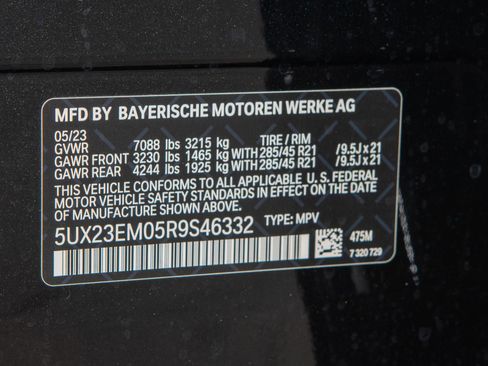 MFD BY BAYERISCHE MOTOREN WERKE AG
05/23
GVWR 7088 lbs 3215 kg TIRE / RIM
GAWR FRONT 3230 lbs 1465 kg WITH 285/45 R21 /9.5J x 21
GAWR REAR 4244 lbs 1925 kg WITH 285/45 R21 /9.5J x 21
THIS VEHICLE CONFORMS TO ALL APPLICABLE U. S. FEDERAL
MOTOR VEHICLE SAFETY STANDARDS IN EFFECT ON THE DATE
OF MANUFACTURE SHOWN ABOVE.
5UX23EM05R9S46332 TYPE: MPV
475M
7 320 729